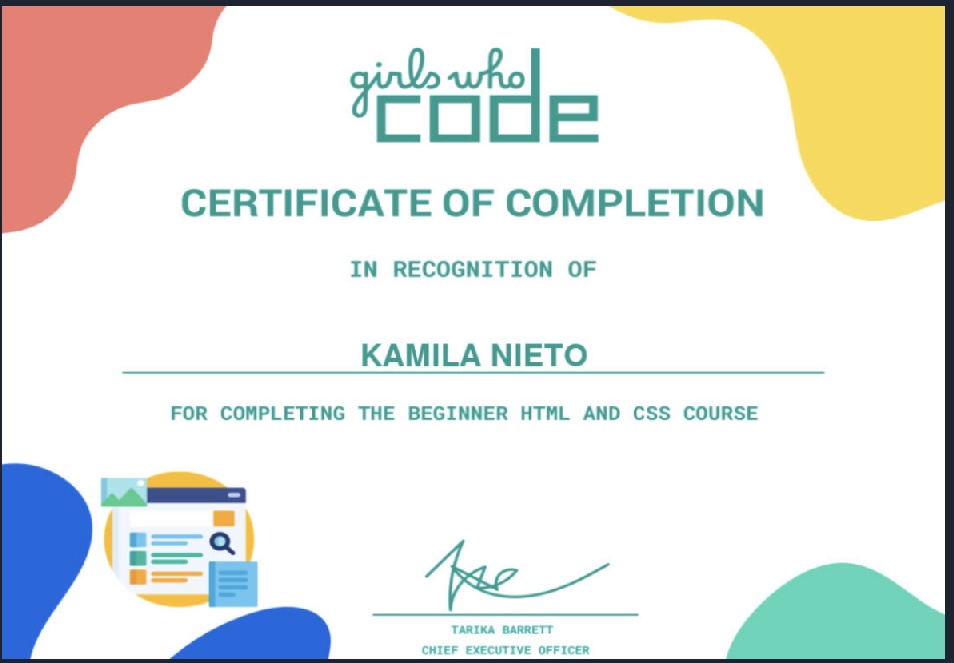 girls who
code
CERTIFICATE OF COMPLETION
IN RECOGNITION OF
KAMILA NIETO
FOR COMPLETING THE BEGINNER HTML AND CSS COURSE
TARIKA BARRETT
CHIEF EXECUTIVE OFFICER